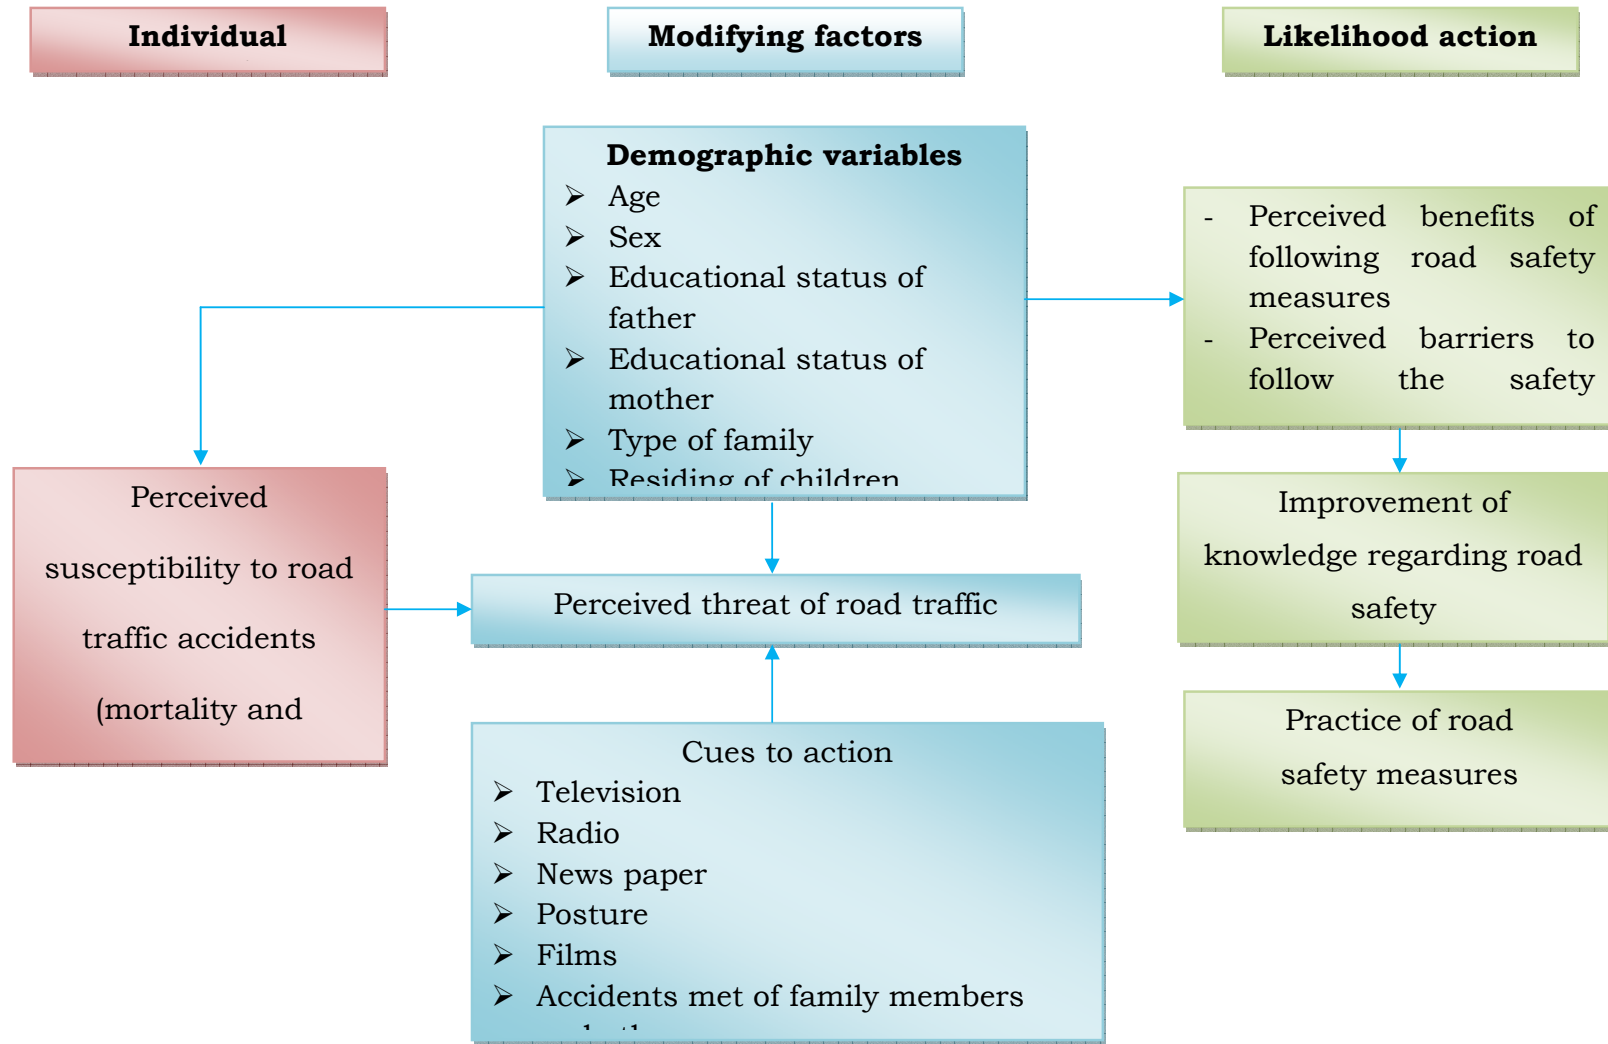 Individual
Modifying factors
Likelihood action
Demographic variables
➢ Age
➢ Sex
➢ Educational status of
father
➢ Educational status of
mother
➢ Type of family
➢ Residing of children
- Perceived benefits of
following road safety
measures
- Perceived barriers to
follow the safety
Perceived
susceptibility to road
traffic accidents
(mortality and
Perceived threat of road traffic
Improvement of
knowledge regarding road
safety
Practice of road
safety measures
Cues to action
➢ Television
➢ Radio
➢ News paper
➢ Posture
➢ Films
➢ Accidents met of family members